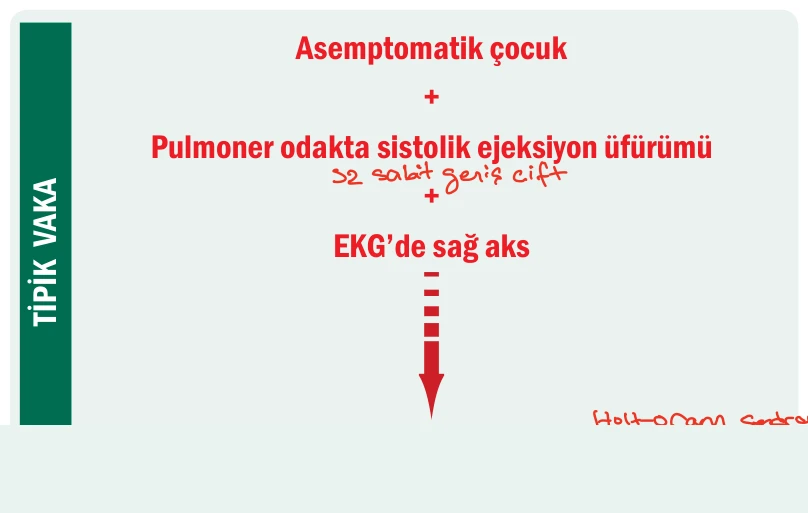 TİPİK VAKA
Asemptomatik çocuk
+
Pulmoner odakta sistolik ejeksiyon üfürümü
S2 sabit geniş çift
+
EKG'de sağ aks
Holt-Oram